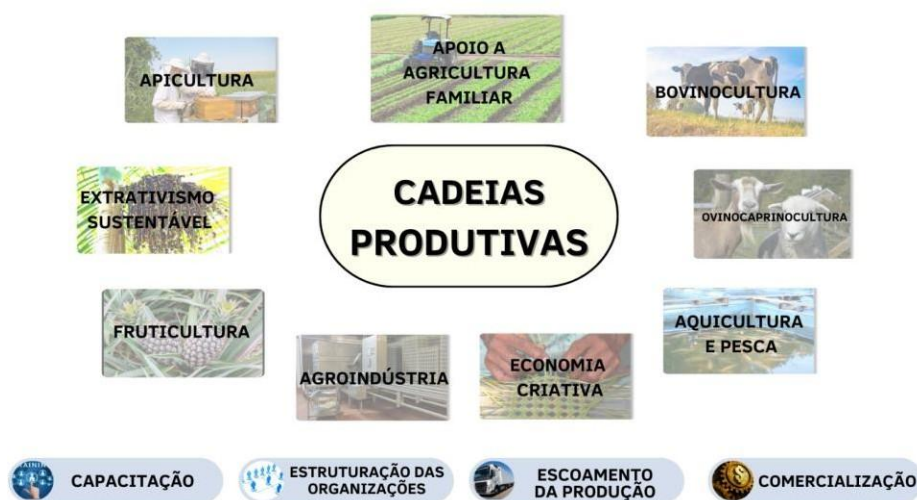 APICULTURA
APOIO A
AGRICULTURA
FAMILIAR
BOVINOCULTURA
EXTRATIVISMO
SUSTENTÁVEL
CADEIAS
PRODUTIVAS
OVINOCAPRINOCULTURA
FRUTICULTURA
AGROINDÚSTRIA
ECONOMIA
CRIATIVA
AQUICULTURA
E PESCA
CAPACITAÇÃO
ESTRUTURAÇÃO DAS
ORGANIZAÇÕES
ESCOAMENTO
DA PRODUÇÃO
COMERCIALIZAÇÃO